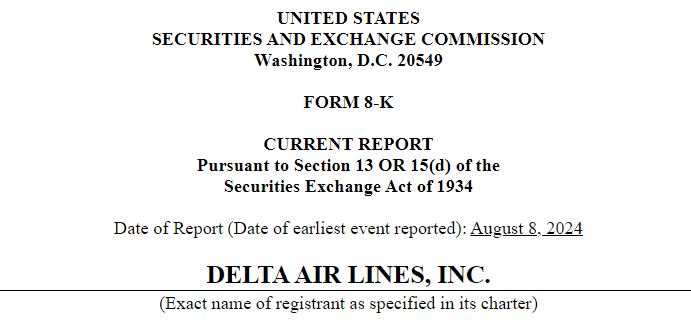 UNITED STATES
SECURITIES AND EXCHANGE COMMISSION
Washington, D.C. 20549
FORM 8-K
CURRENT REPORT
Pursuant to Section 13 OR 15(d) of the
Securities Exchange Act of 1934
Date of Report (Date of earliest event reported): August 8, 2024
DELTA AIR LINES, INC.
(Exact name of registrant as specified in its charter)